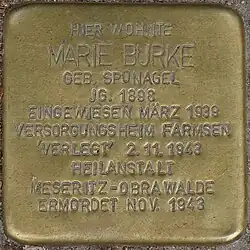 HIER WOHNTE
MARIE BURKE
GEB. SPONAGEL
JG. 1898
EINGEWIESEN MÄRZ 1939
VERSORGUNGSHEIM FARMSEN
'VERLEGT' 2.11.1943
HEILANSTALT
MESERITZ-OBRAWALDE
ERMORDET NOV. 1943